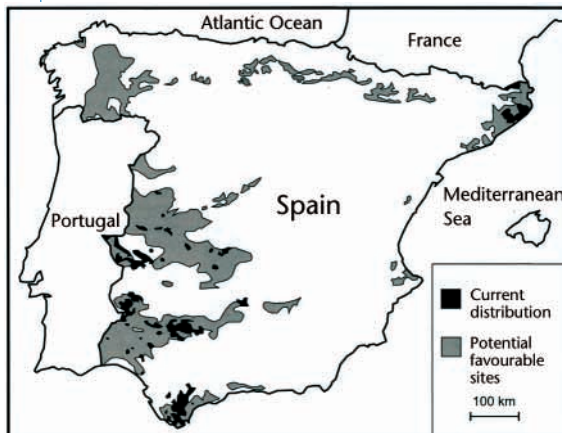 Atlantic Ocean
France
Spain
Portugal
Mediterranean
Sea
Current
distribution
Potential
favourable
sites
100 km